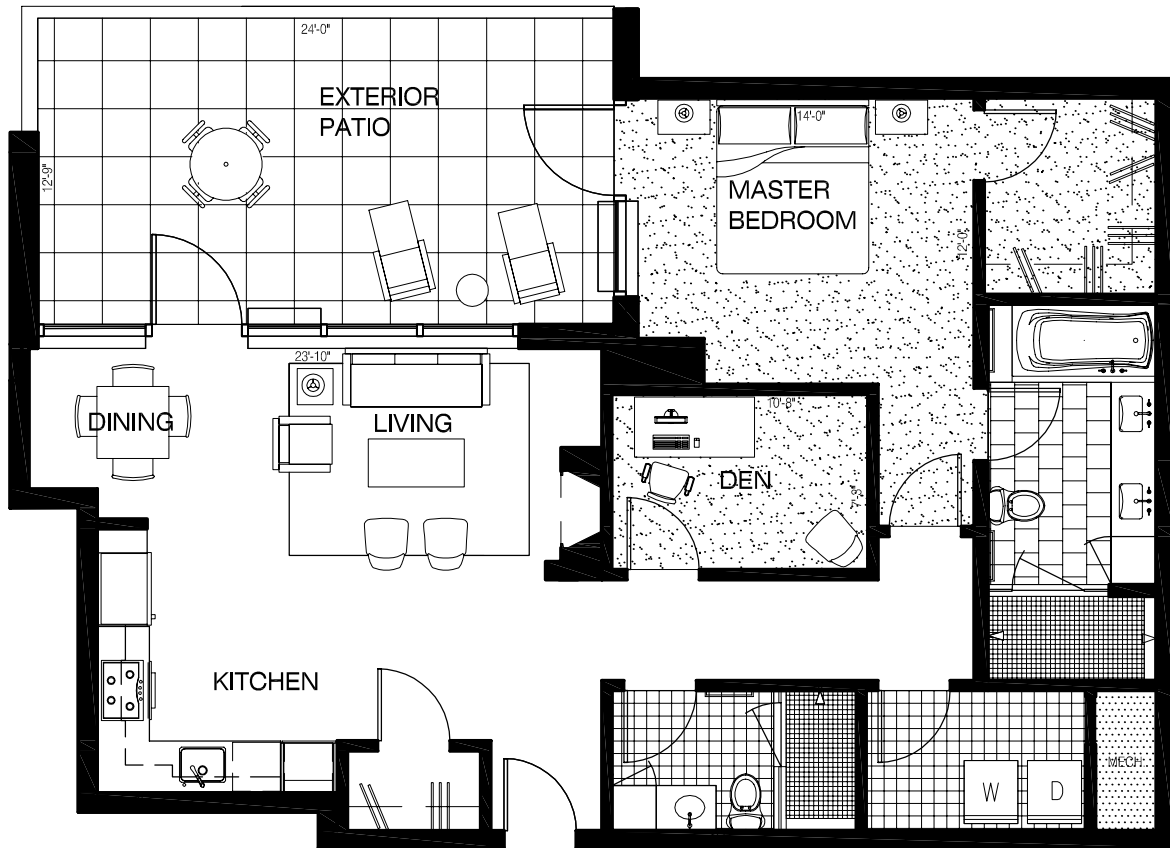 24'-0"
EXTERIOR
PATIO
12'-9"
14'-0"
MASTER
BEDROOM
12'-0"
23'-10"
DINING
LIVING
10'-8"
DEN
KITCHEN
W
D
MECH.